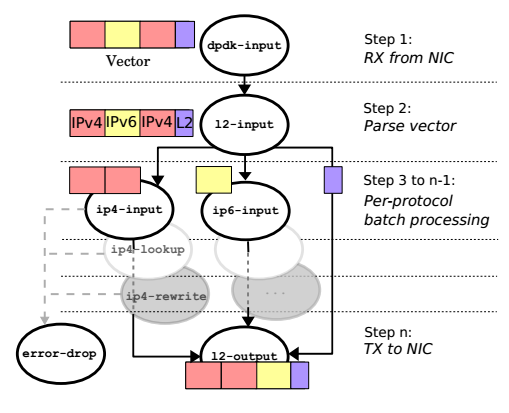 dpdk-input
Step 1:
RX from NIC
Vector
IPv4 IPv6 IPv4 L2
l2-input
Step 2:
Parse vector
Step 3 to n-1:
Per-protocol
batch processing
ip4-input
ip6-input
ip4-lookup
ip4-rewrite
...
error-drop
l2-output
Step n:
TX to NIC